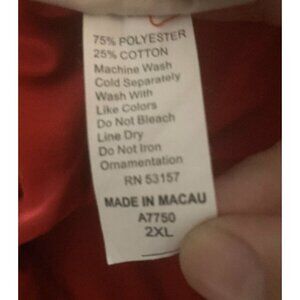 75% POLYESTER
25% COTTON
Machine Wash
Cold Separately
Wash With
Like Colors
Do Not Bleach
Line Dry
Do Not Iron
Ornamentation
RN 53157
MADE IN MACAU
A7750
2XL